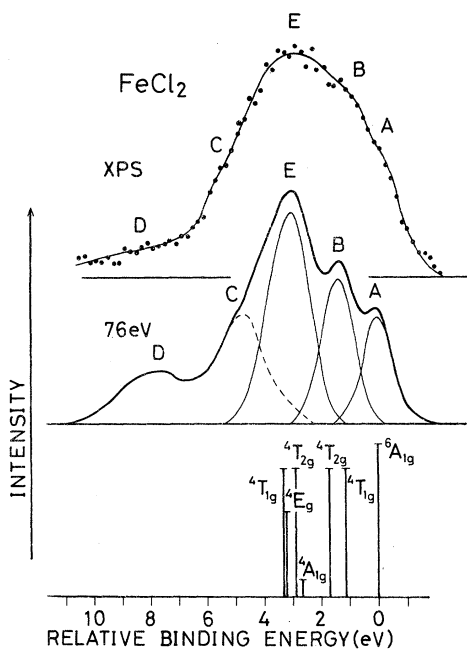 E
B
FeCl₂
A
C
XPS
E
D
B
C
A
76eV
D
INTENSITY
⁶A₁g
⁴T₂g ⁴T₂g
⁴T₁g ⁴Eg ⁴T₁g
⁴A₁g
10 8 6 4 2 0
RELATIVE BINDING ENERGY(eV)